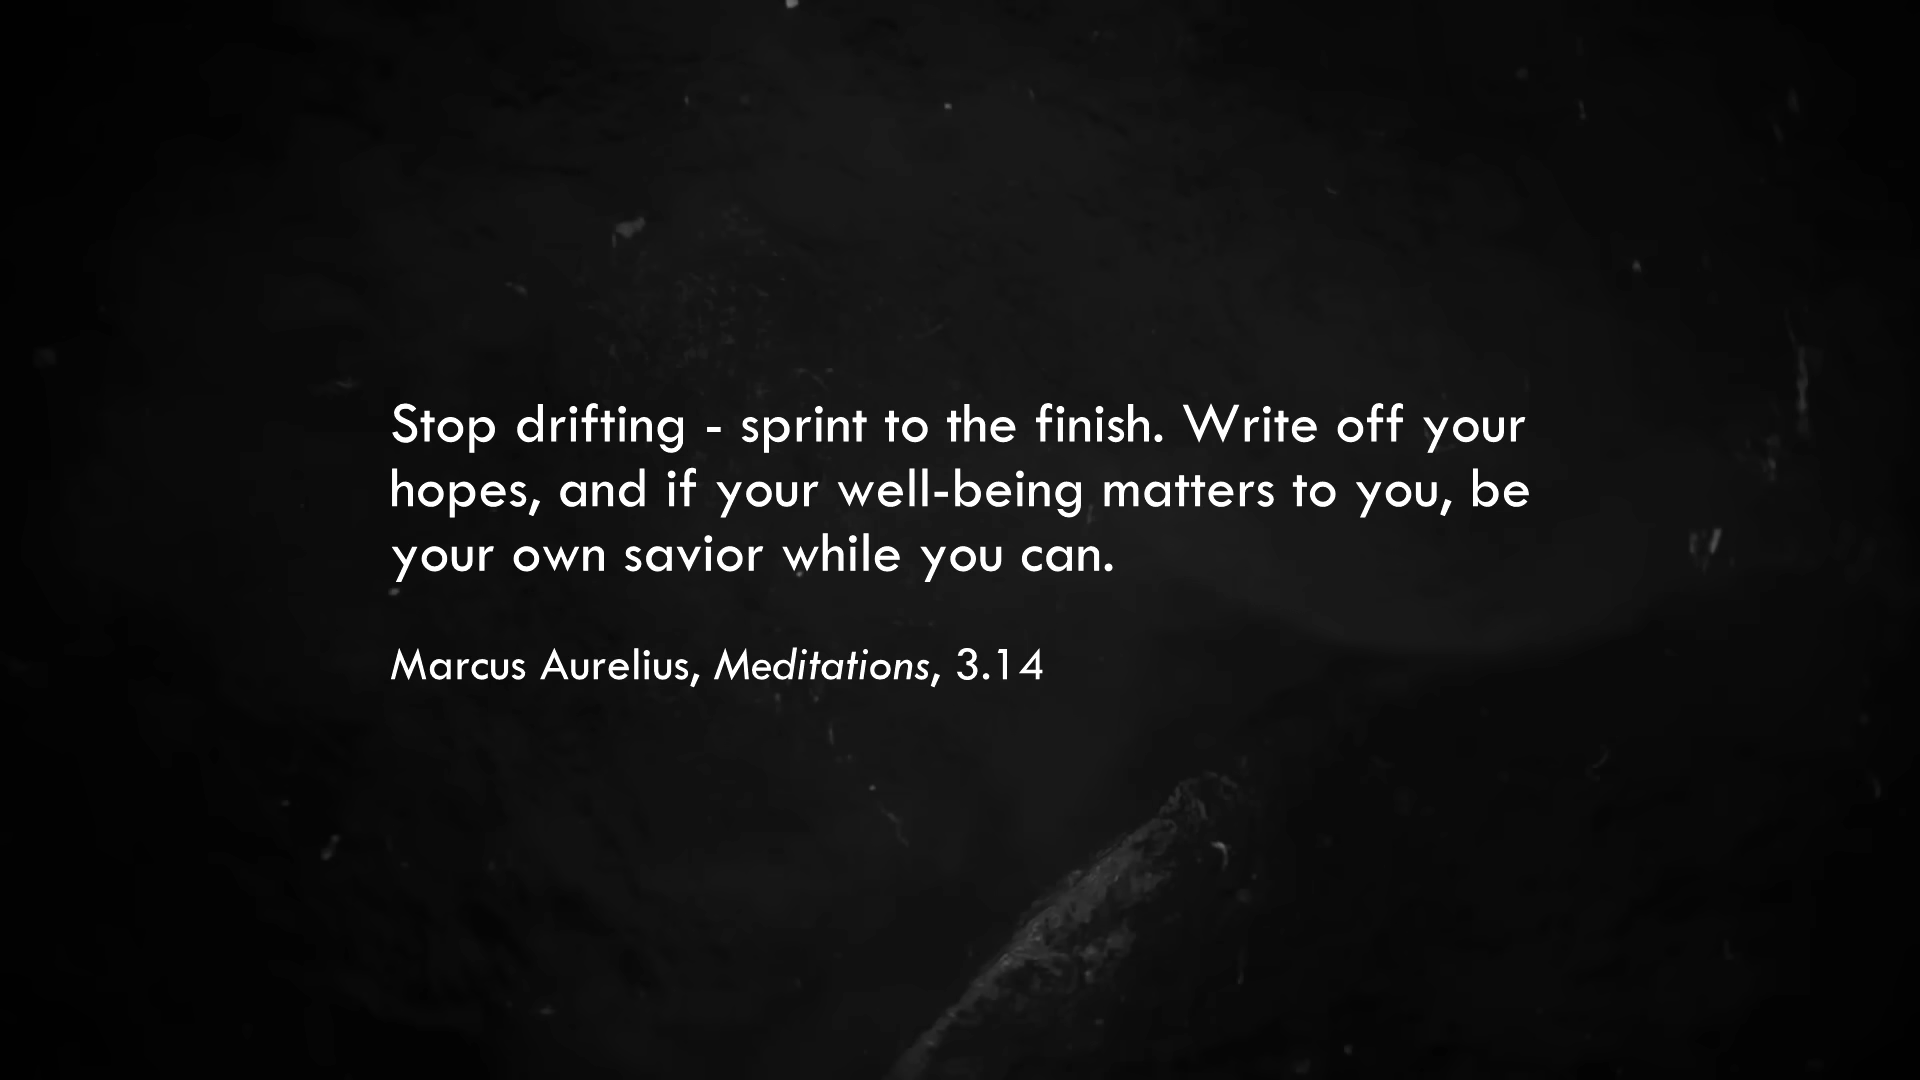 Stop drifting - sprint to the finish. Write off your
hopes, and if your well-being matters to you, be
your own savior while you can.
Marcus Aurelius, Meditations, 3.14